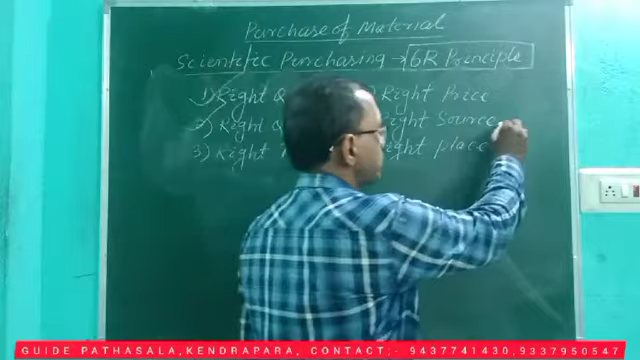 Purchase of Material
Scientific Purchasing → 6R Principle
1) Right Right Price
2) Right Right Source
3) Right Right place
GUIDE PATHASALA,KENDRAPARA. CONTACT;- 9437741430,9337950547